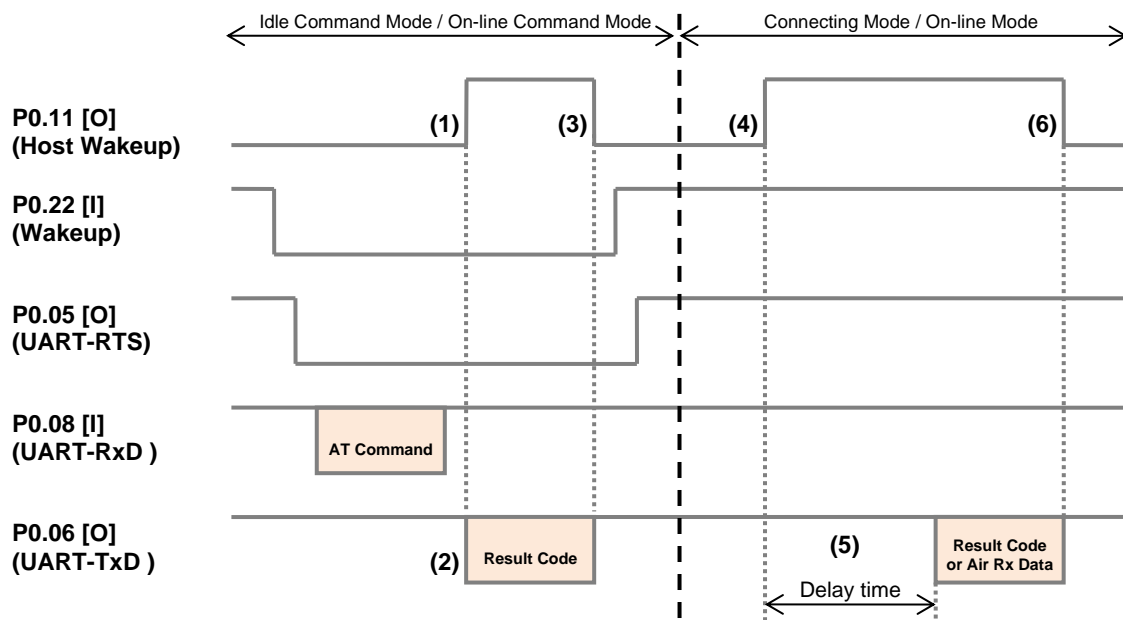 Idle Command Mode / On-line Command Mode
Connecting Mode / On-line Mode
P0.11 [O]
(Host Wakeup)
(1)
(3)
(4)
(6)
P0.22 [I]
(Wakeup)
P0.05 [O]
(UART-RTS)
P0.08 [I]
(UART-RxD )
AT Command
P0.06 [O]
(UART-TxD )
(2)
Result Code
(5)
Result Code
or Air Rx Data
Delay time